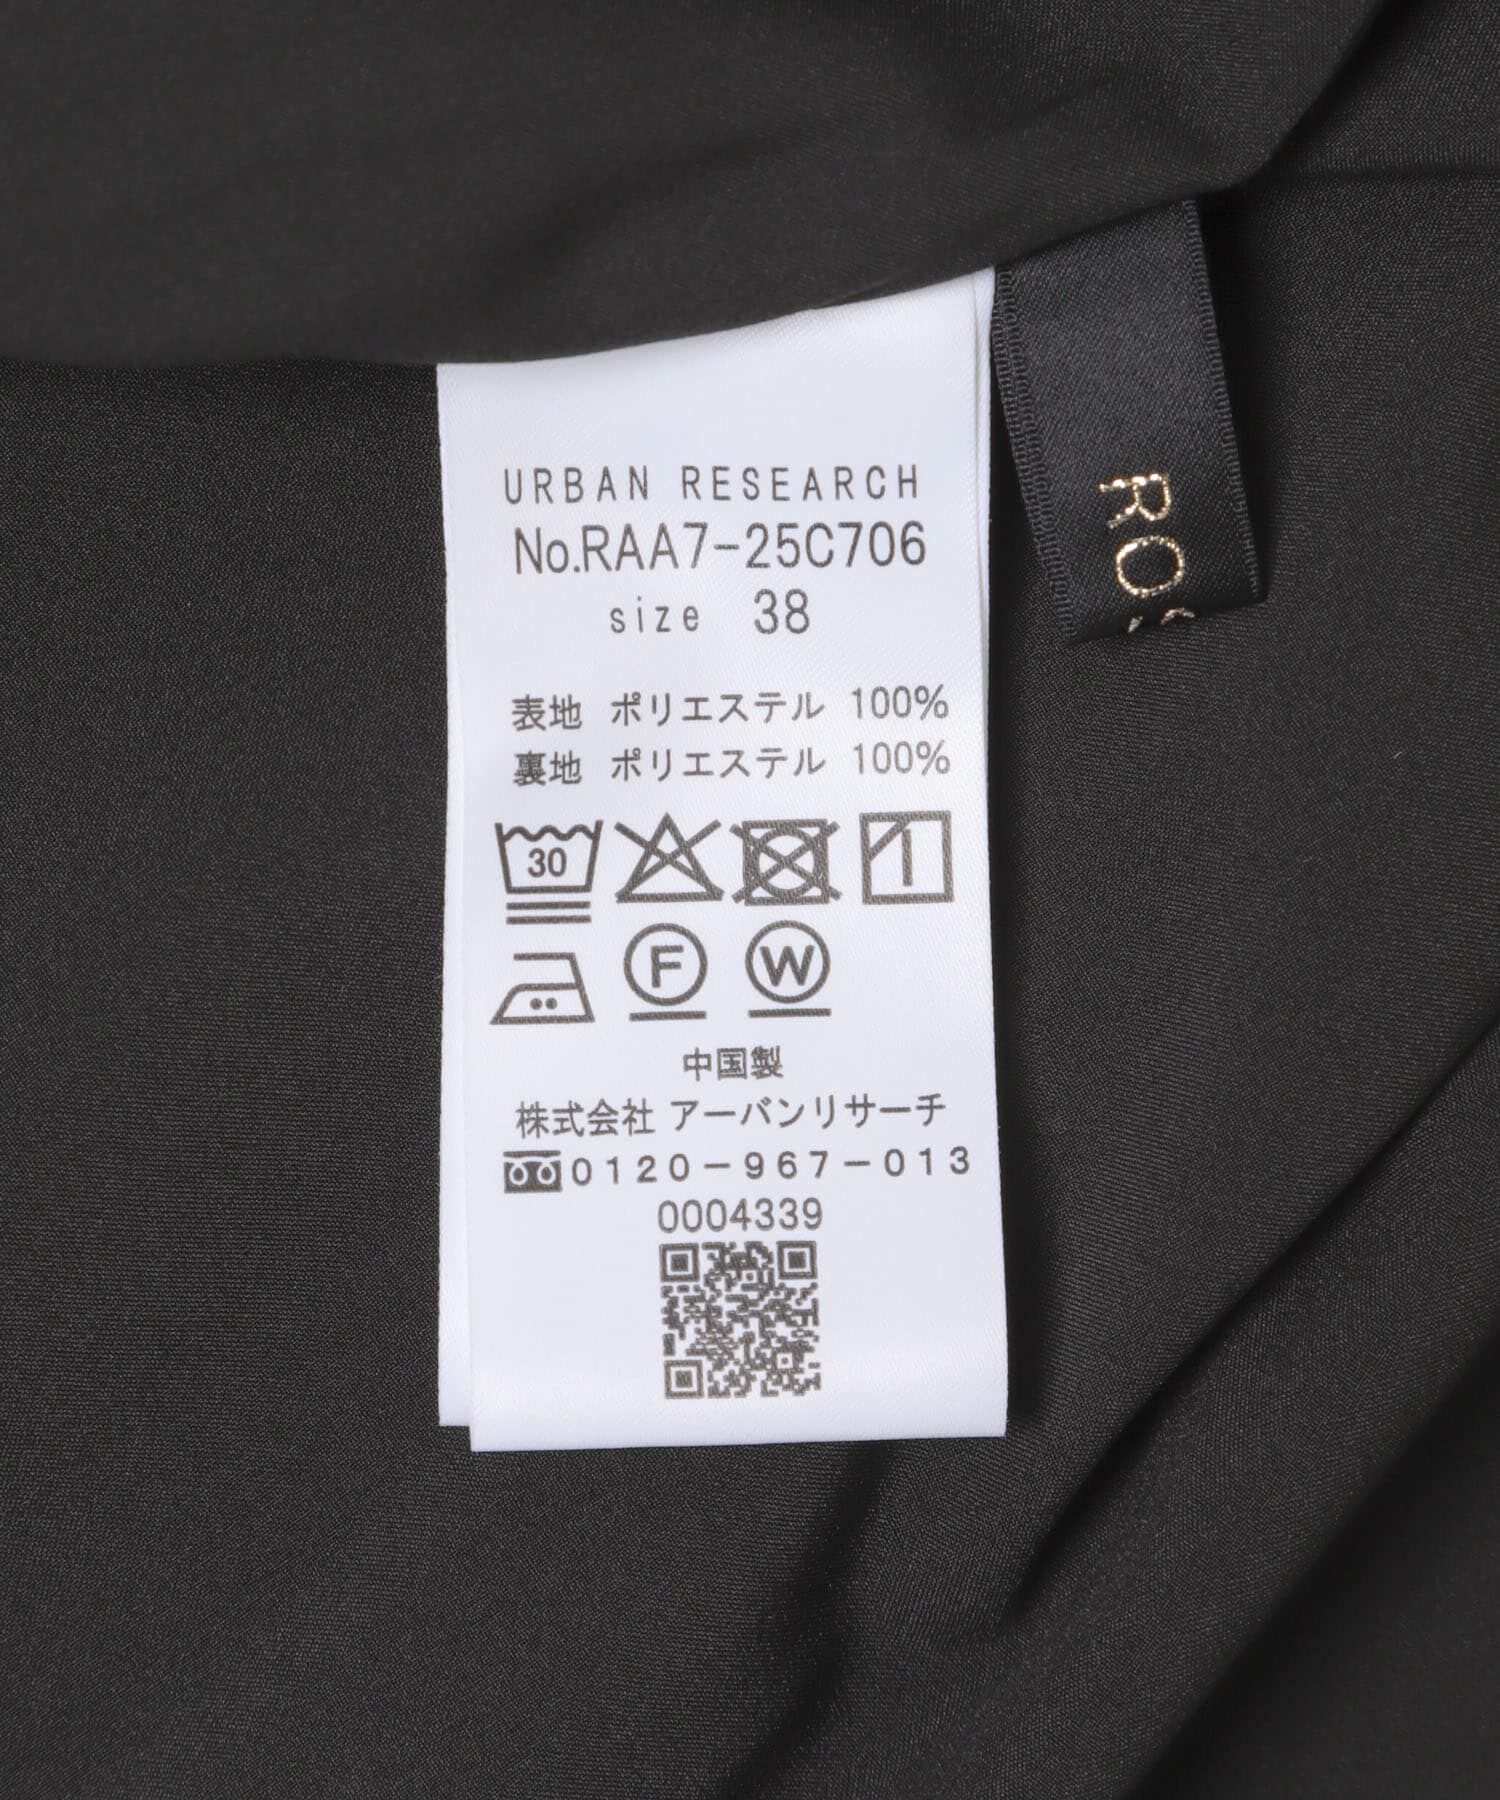 URBAN RESEARCH
No.RAA7-25C706
size 38
表地 ポリエステル 100%
裏地 ポリエステル 100%
30
F W
中国製
株式会社 アーバンリサーチ
0120-967-013
0004339